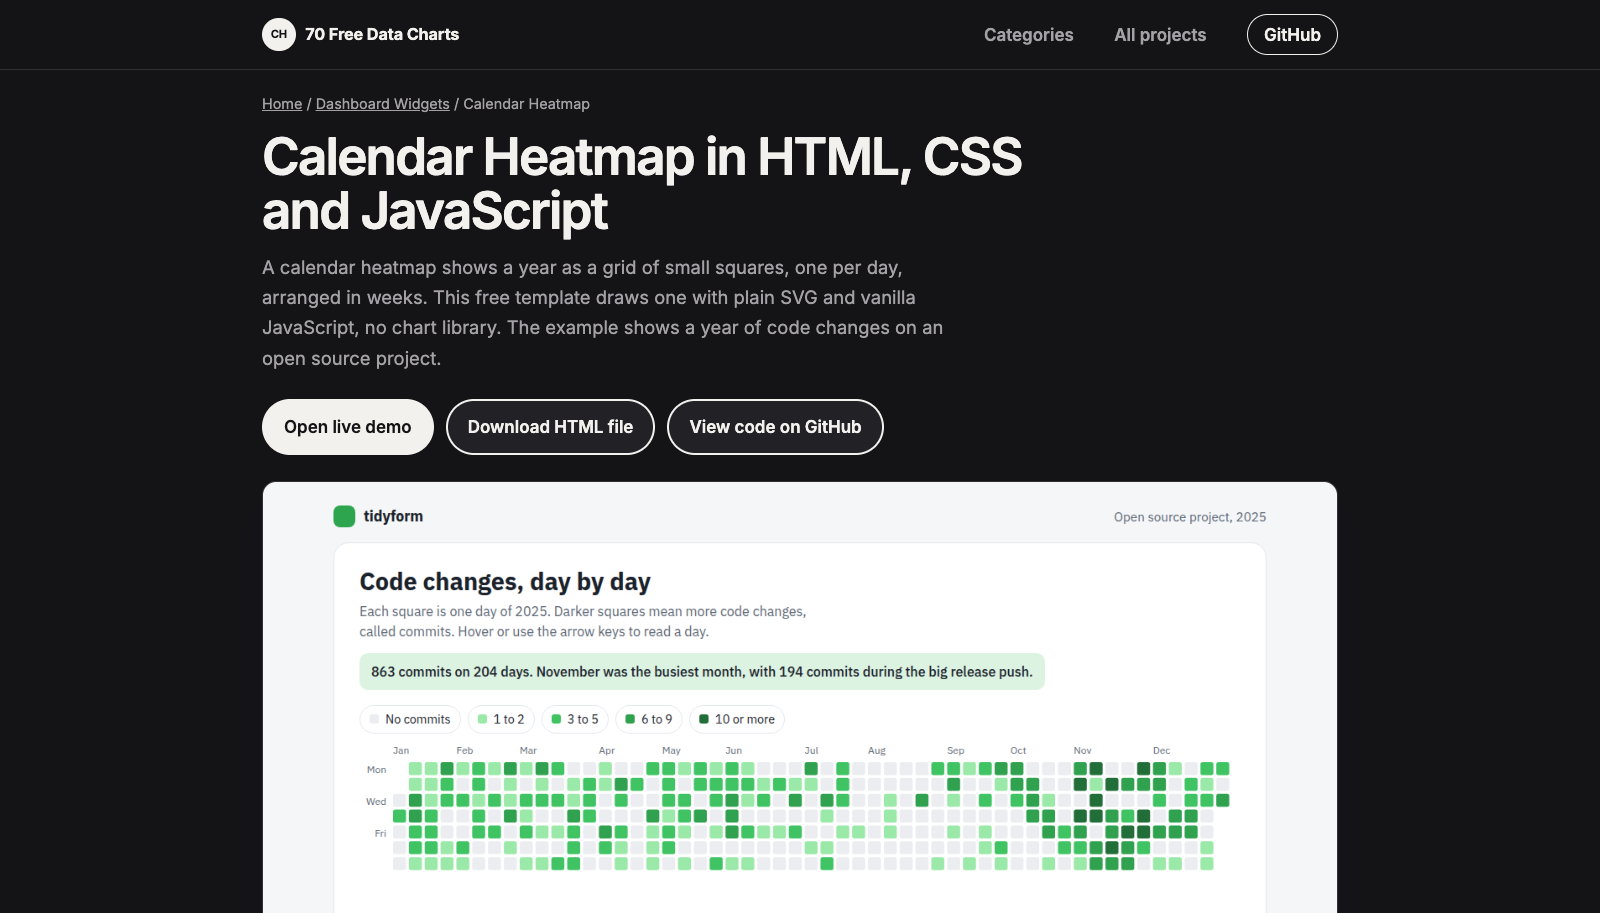 CH 70 Free Data Charts Categories All projects GitHub
Home / Dashboard Widgets / Calendar Heatmap
Calendar Heatmap in HTML, CSS
and JavaScript
A calendar heatmap shows a year as a grid of small squares, one per day,
arranged in weeks. This free template draws one with plain SVG and vanilla
JavaScript, no chart library. The example shows a year of code changes on an
open source project.
Open live demo Download HTML file View code on GitHub
tidyform Open source project, 2025
Code changes, day by day
Each square is one day of 2025. Darker squares mean more code changes,
called commits. Hover or use the arrow keys to read a day.
863 commits on 204 days. November was the busiest month, with 194 commits during the big release push.
No commits 1 to 2 3 to 5 6 to 9 10 or more
Jan Feb Mar Apr May Jun Jul Aug Sep Oct Nov Dec
Mon
Wed
Fri